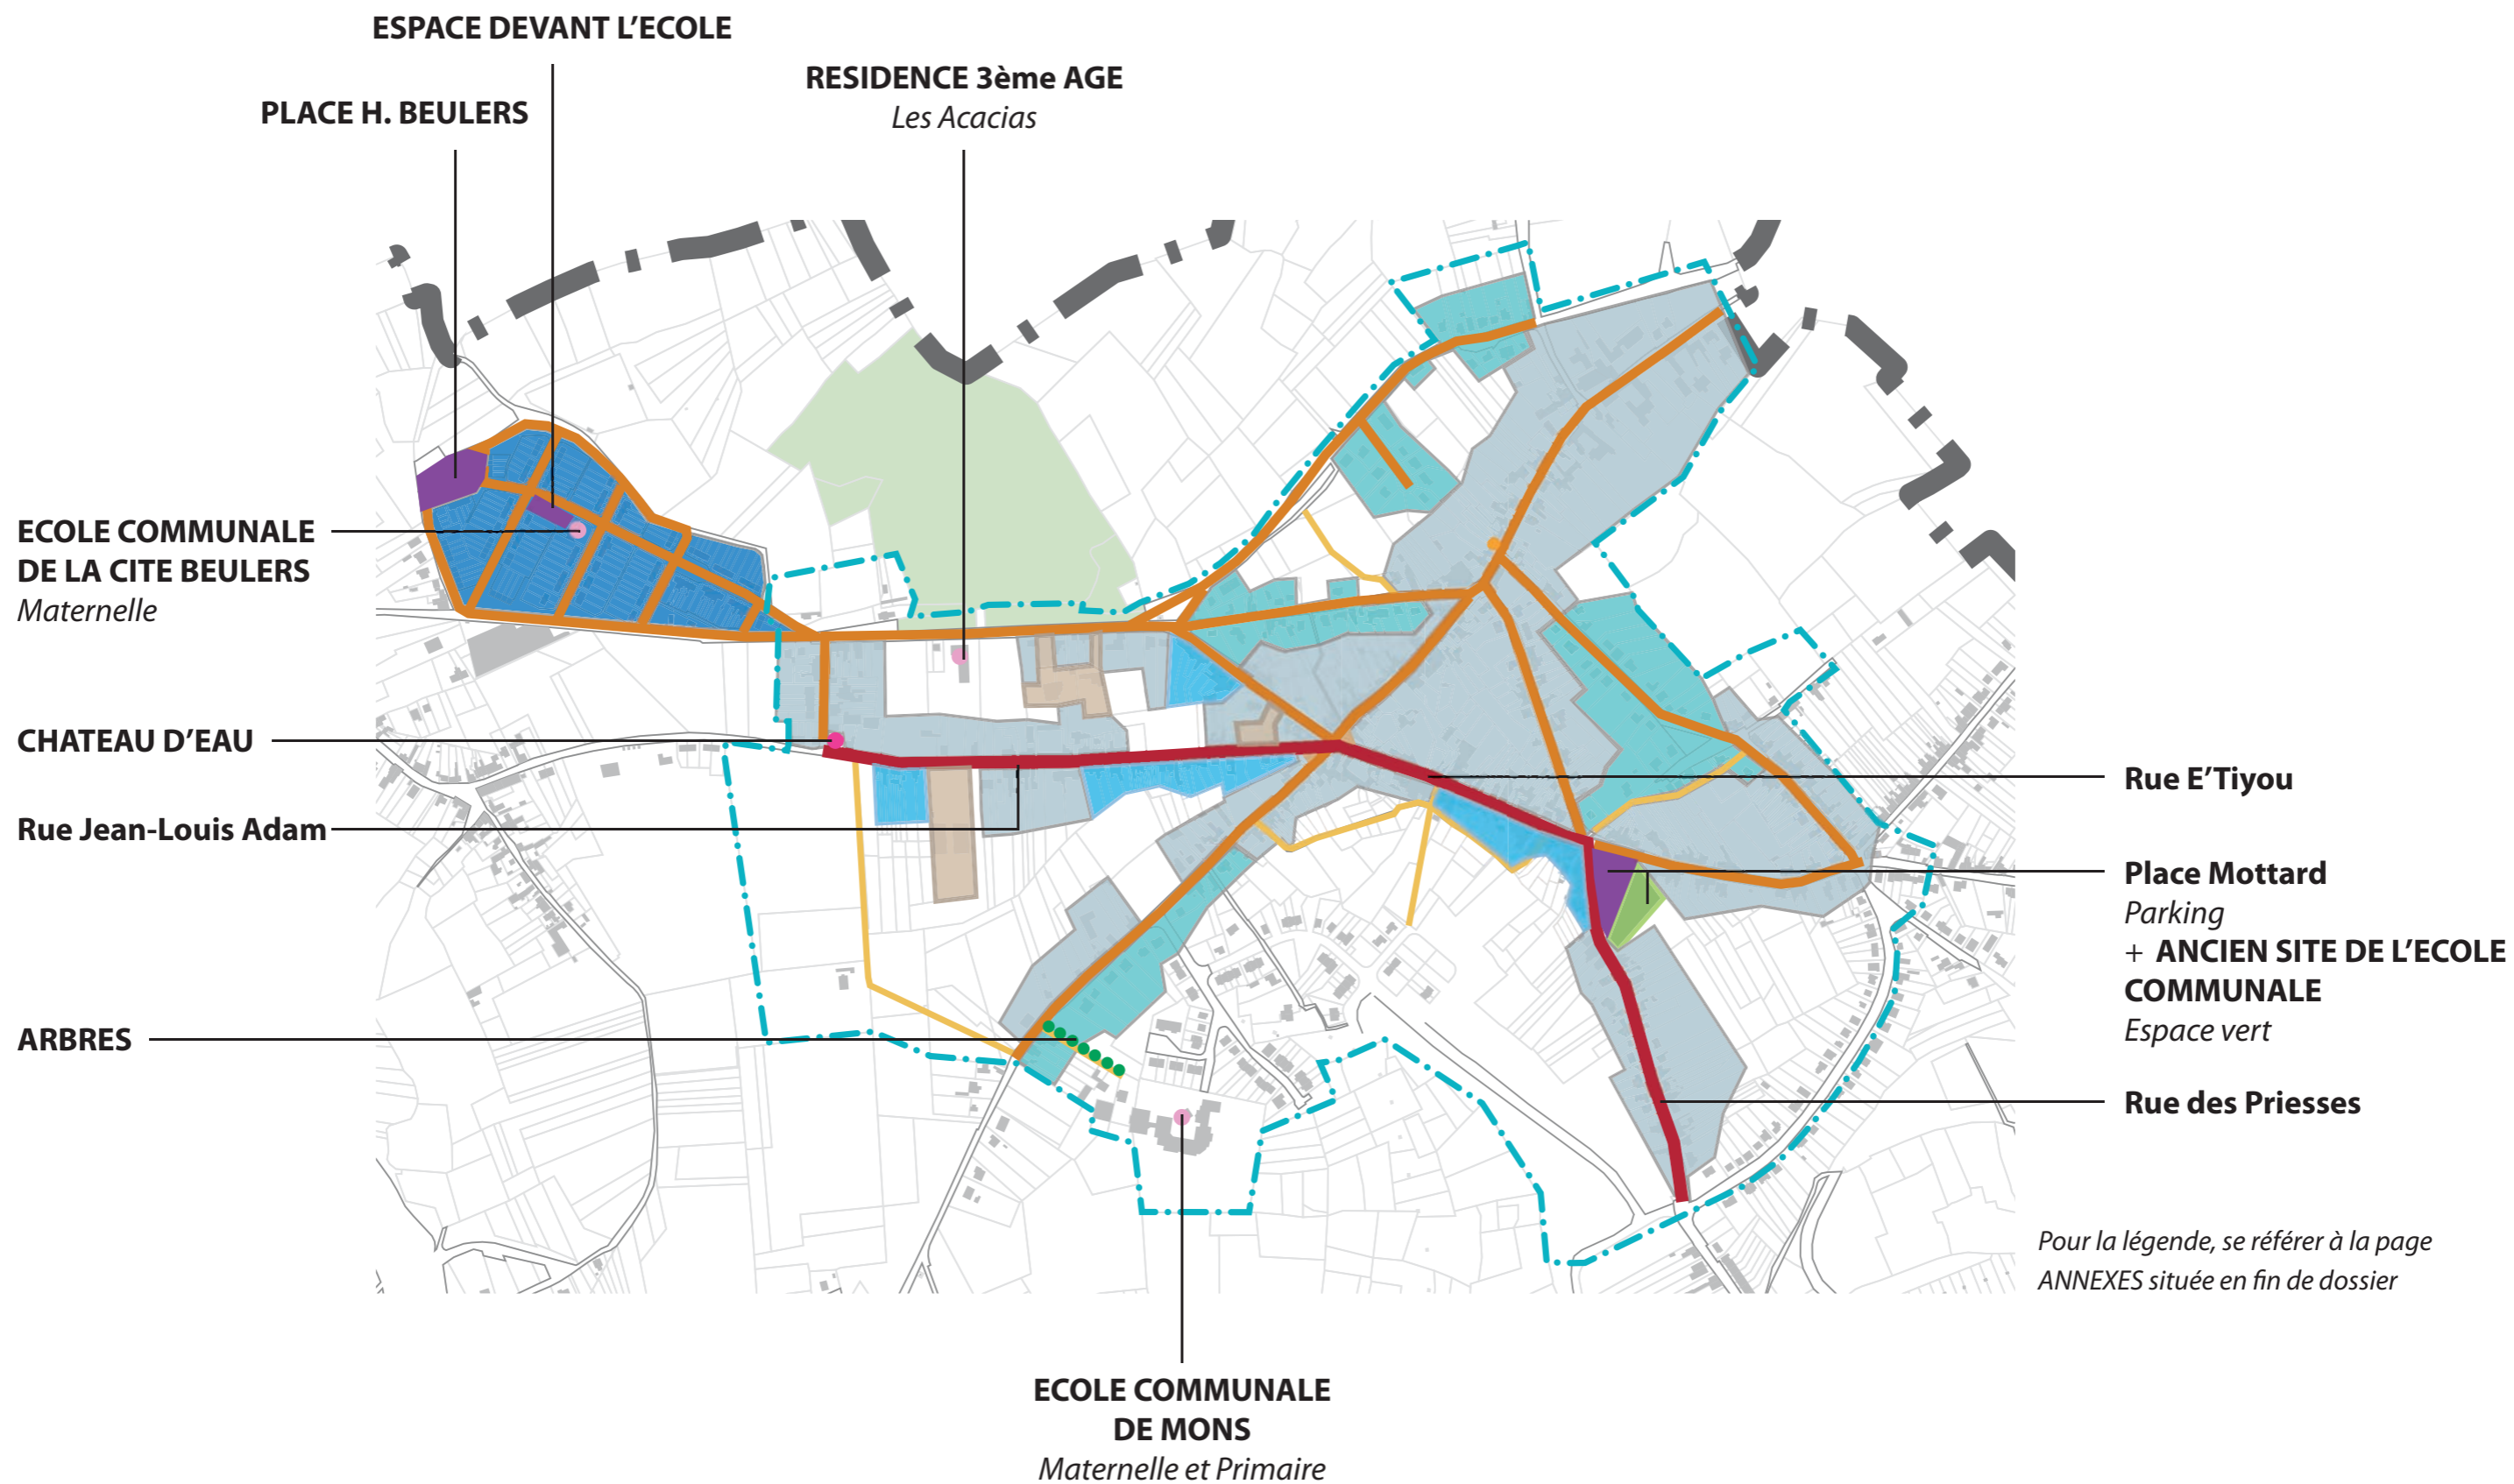 ESPACE DEVANT L'ECOLE
RESIDENCE 3ème AGE
Les Acacias
PLACE H. BEULERS
ECOLE COMMUNALE
DE LA CITE BEULERS
Maternelle
CHATEAU D'EAU
Rue Jean-Louis Adam
ARBRES
Rue E'Tiyou
Place Mottard
Parking
+ ANCIEN SITE DE L'ECOLE
COMMUNALE
Espace vert
Rue des Priesses
Pour la légende, se référer à la page
ANNEXES située en fin de dossier
ECOLE COMMUNALE
DE MONS
Maternelle et Primaire